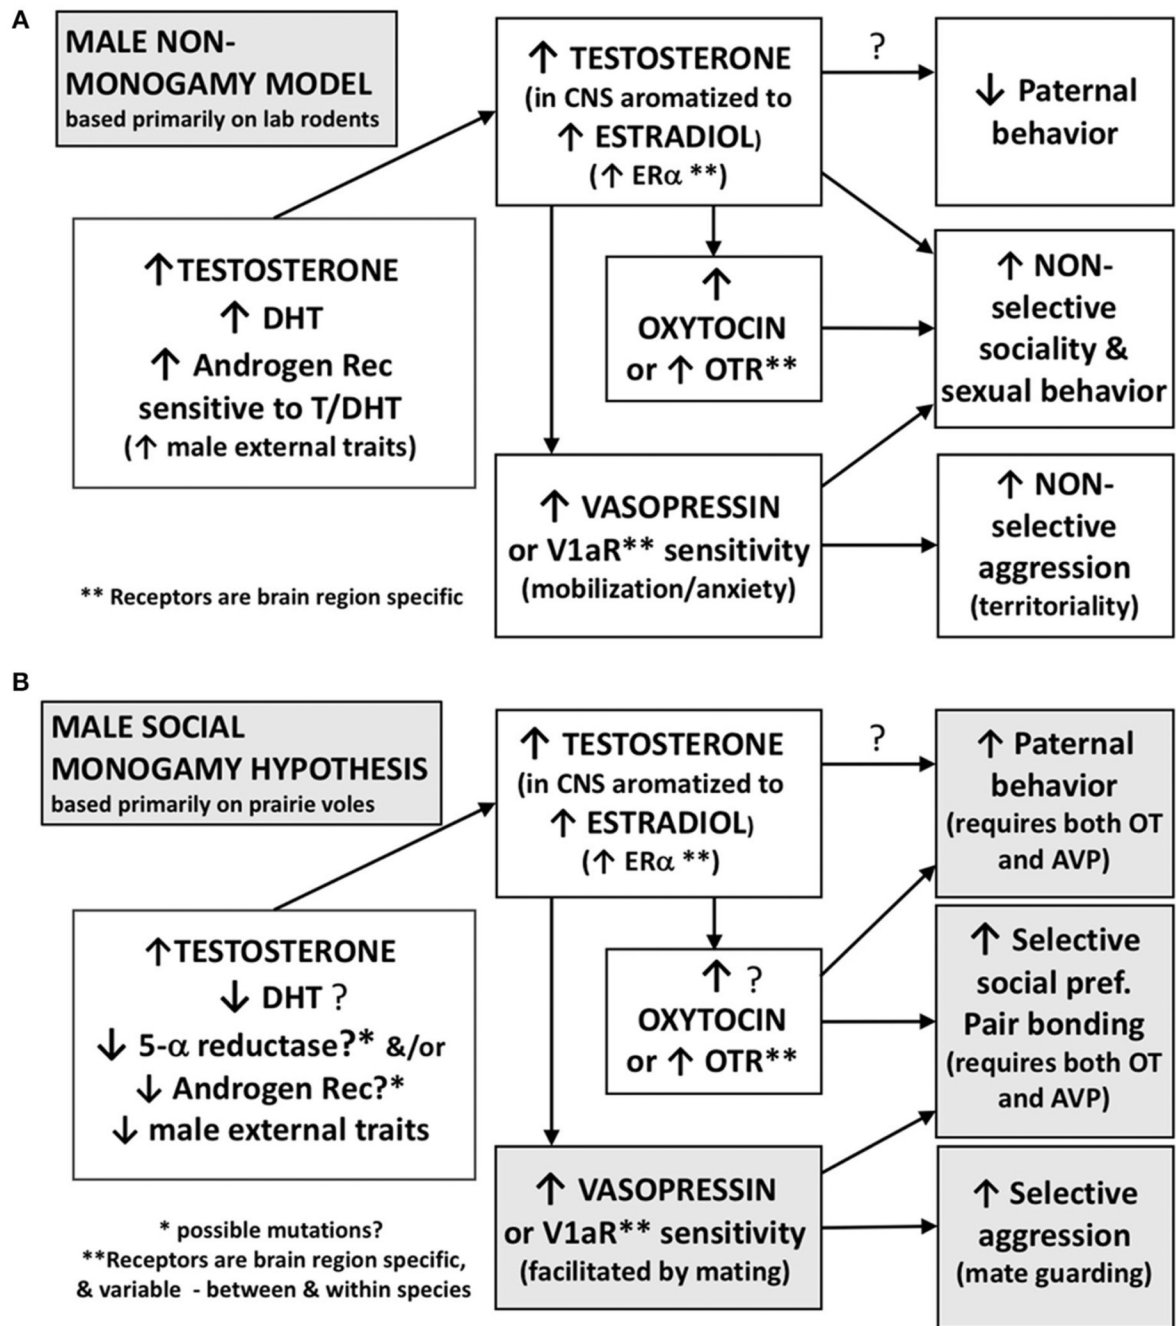 A
MALE NON-
MONOGAMY MODEL
based primarily on lab rodents
↑ TESTOSTERONE
(in CNS aromatized to
↑ ESTRADIOL)
(↑ ERα **)
?
↓ Paternal
behavior
↑TESTOSTERONE
↑ DHT
↑ Androgen Rec
sensitive to T/DHT
(↑ male external traits)
↑
OXYTOCIN
or ↑ OTR**
↑ NON-
selective
sociality &
sexual behavior
↑ VASOPRESSIN
or V1aR** sensitivity
(mobilization/anxiety)
↑ NON-
selective
aggression
(territoriality)
** Receptors are brain region specific
B
MALE SOCIAL
MONOGAMY HYPOTHESIS
based primarily on prairie voles
↑ TESTOSTERONE
(in CNS aromatized to
↑ ESTRADIOL)
(↑ ERα **)
?
↑ Paternal
behavior
(requires both OT
and AVP)
↑TESTOSTERONE
↓ DHT ?
↓ 5-α reductase?* &/or
↓ Androgen Rec?*
↓ male external traits
↑ ?
OXYTOCIN
or ↑ OTR**
↑ Selective
social pref.
Pair bonding
(requires both OT
and AVP)
↑ VASOPRESSIN
or V1aR** sensitivity
(facilitated by mating)
↑ Selective
aggression
(mate guarding)
* possible mutations?
**Receptors are brain region specific,
& variable - between & within species